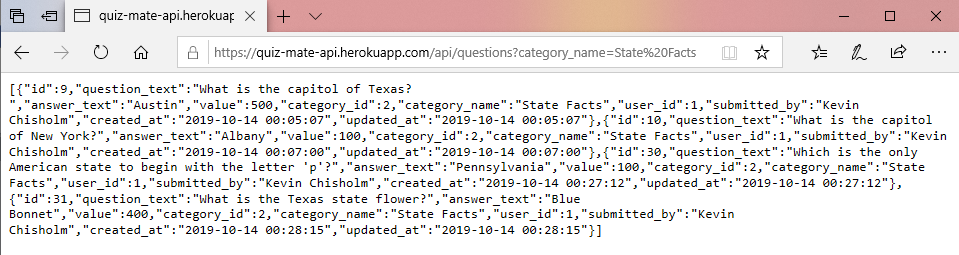 quiz-mate-api.herokuap
https://quiz-mate-api.herokuapp.com/api/questions?category_name=State%20Facts
[{"id":9,"question_text":"What is the capitol of Texas?
","answer_text":"Austin","value":500,"category_id":2,"category_name":"State Facts","user_id":1,"submitted_by":"Kevin
Chisholm","created_at":"2019-10-14 00:05:07","updated_at":"2019-10-14 00:05:07"},{"id":10,"question_text":"What is the capitol
of New York?","answer_text":"Albany","value":100,"category_id":2,"category_name":"State Facts","user_id":1,"submitted_by":"Kevin
Chisholm","created_at":"2019-10-14 00:07:00","updated_at":"2019-10-14 00:07:00"},{"id":30,"question_text":"Which is the only
American state to begin with the letter 'p'?","answer_text":"Pennsylvania","value":100,"category_id":2,"category_name":"State
Facts","user_id":1,"submitted_by":"Kevin Chisholm","created_at":"2019-10-14 00:27:12","updated_at":"2019-10-14 00:27:12"},
{"id":31,"question_text":"What is the Texas state flower?","answer_text":"Blue
Bonnet","value":400,"category_id":2,"category_name":"State Facts","user_id":1,"submitted_by":"Kevin
Chisholm","created_at":"2019-10-14 00:28:15","updated_at":"2019-10-14 00:28:15"}]